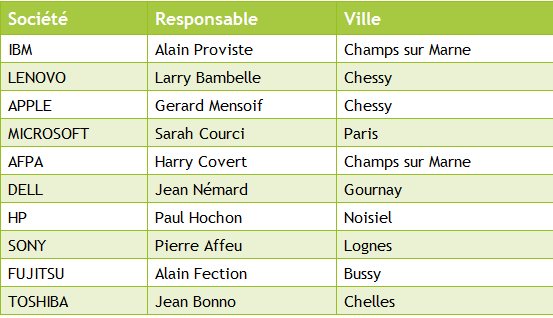 Société Responsable Ville
IBM Alain Proviste Champs sur Marne
LENOVO Larry Bambelle Chessy
APPLE Gerard Mensoif Chessy
MICROSOFT Sarah Courci Paris
AFPA Harry Covert Champs sur Marne
DELL Jean Némard Gournay
HP Paul Hochon Noisiel
SONY Pierre Affeu Lognes
FUJITSU Alain Fection Bussy
TOSHIBA Jean Bonno Chelles